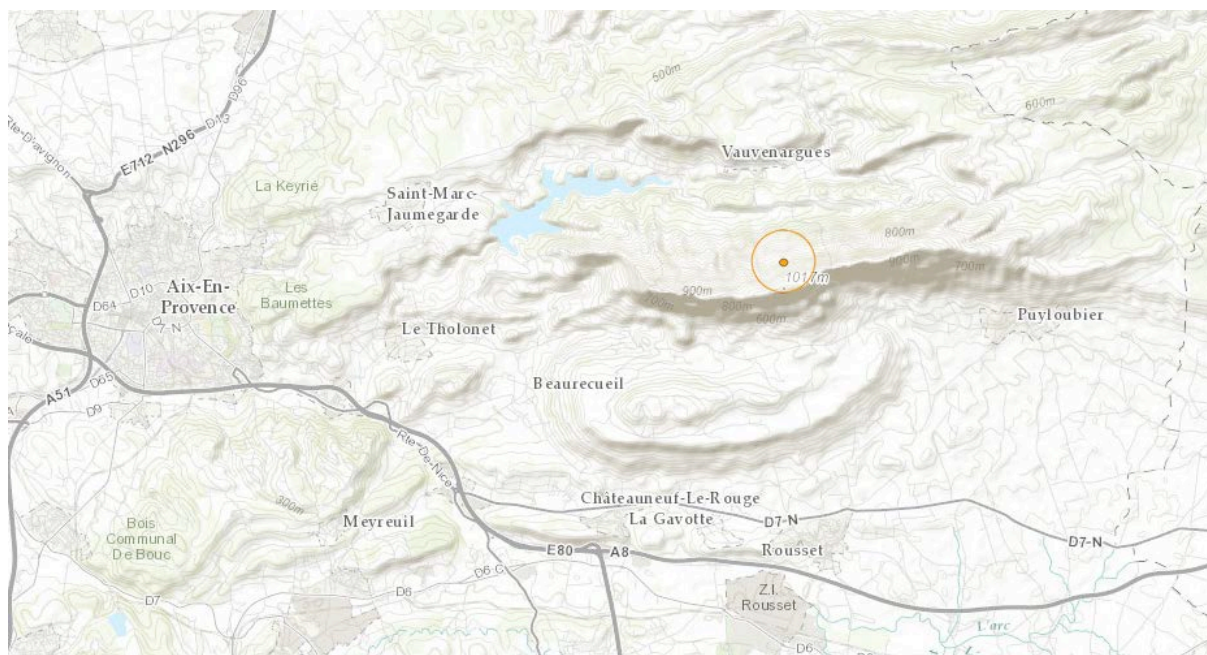 D96
D13
Rte-D'avignon
E712
N296
500m
600m
Vauvenargues
La Keyrié
Saint-Marc-
Jaumegarde
800m
900m
700m
1017m
Aix-En-
Provence
D10
D64
D7 N
Les
Baumettes
900m
700m
800m
600m
Le Tholonet
Puyloubier
Beaurecueil
D65
A51
D9
Rte-De-Nice
300m
Meyreuil
Châteauneuf-Le-Rouge
La Gavotte
D7-N
D7-N
Rousset
Bois
Communal
De Bouc
E80
A8
D6-C
D6
D7
Z.I.
Rousset
L'arc
D6